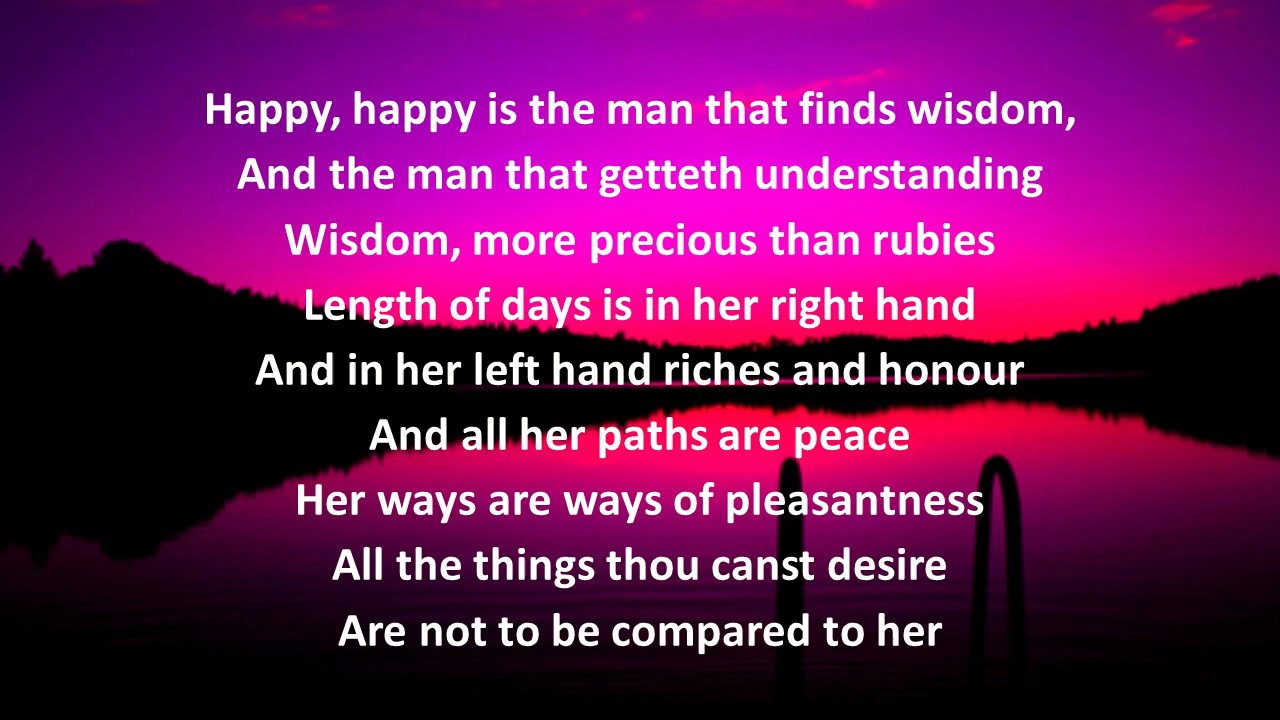 Happy, happy is the man that finds wisdom,
And the man that getteth understanding
Wisdom, more precious than rubies
Length of days is in her right hand
And in her left hand riches and honour
And all her paths are peace
Her ways are ways of pleasantness
All the things thou canst desire
Are not to be compared to her